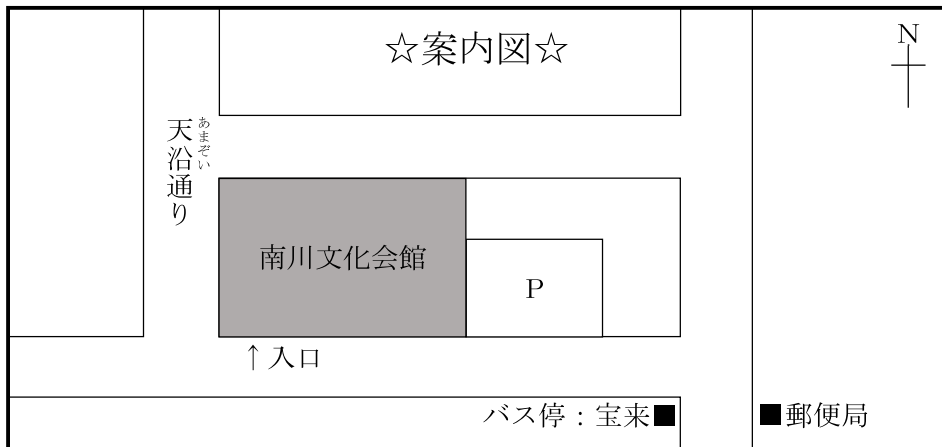 ☆案内図☆
N
天沿通り
あまぞい
南川文化会館
P
↑入口
バス停：宝来■
■郵便局